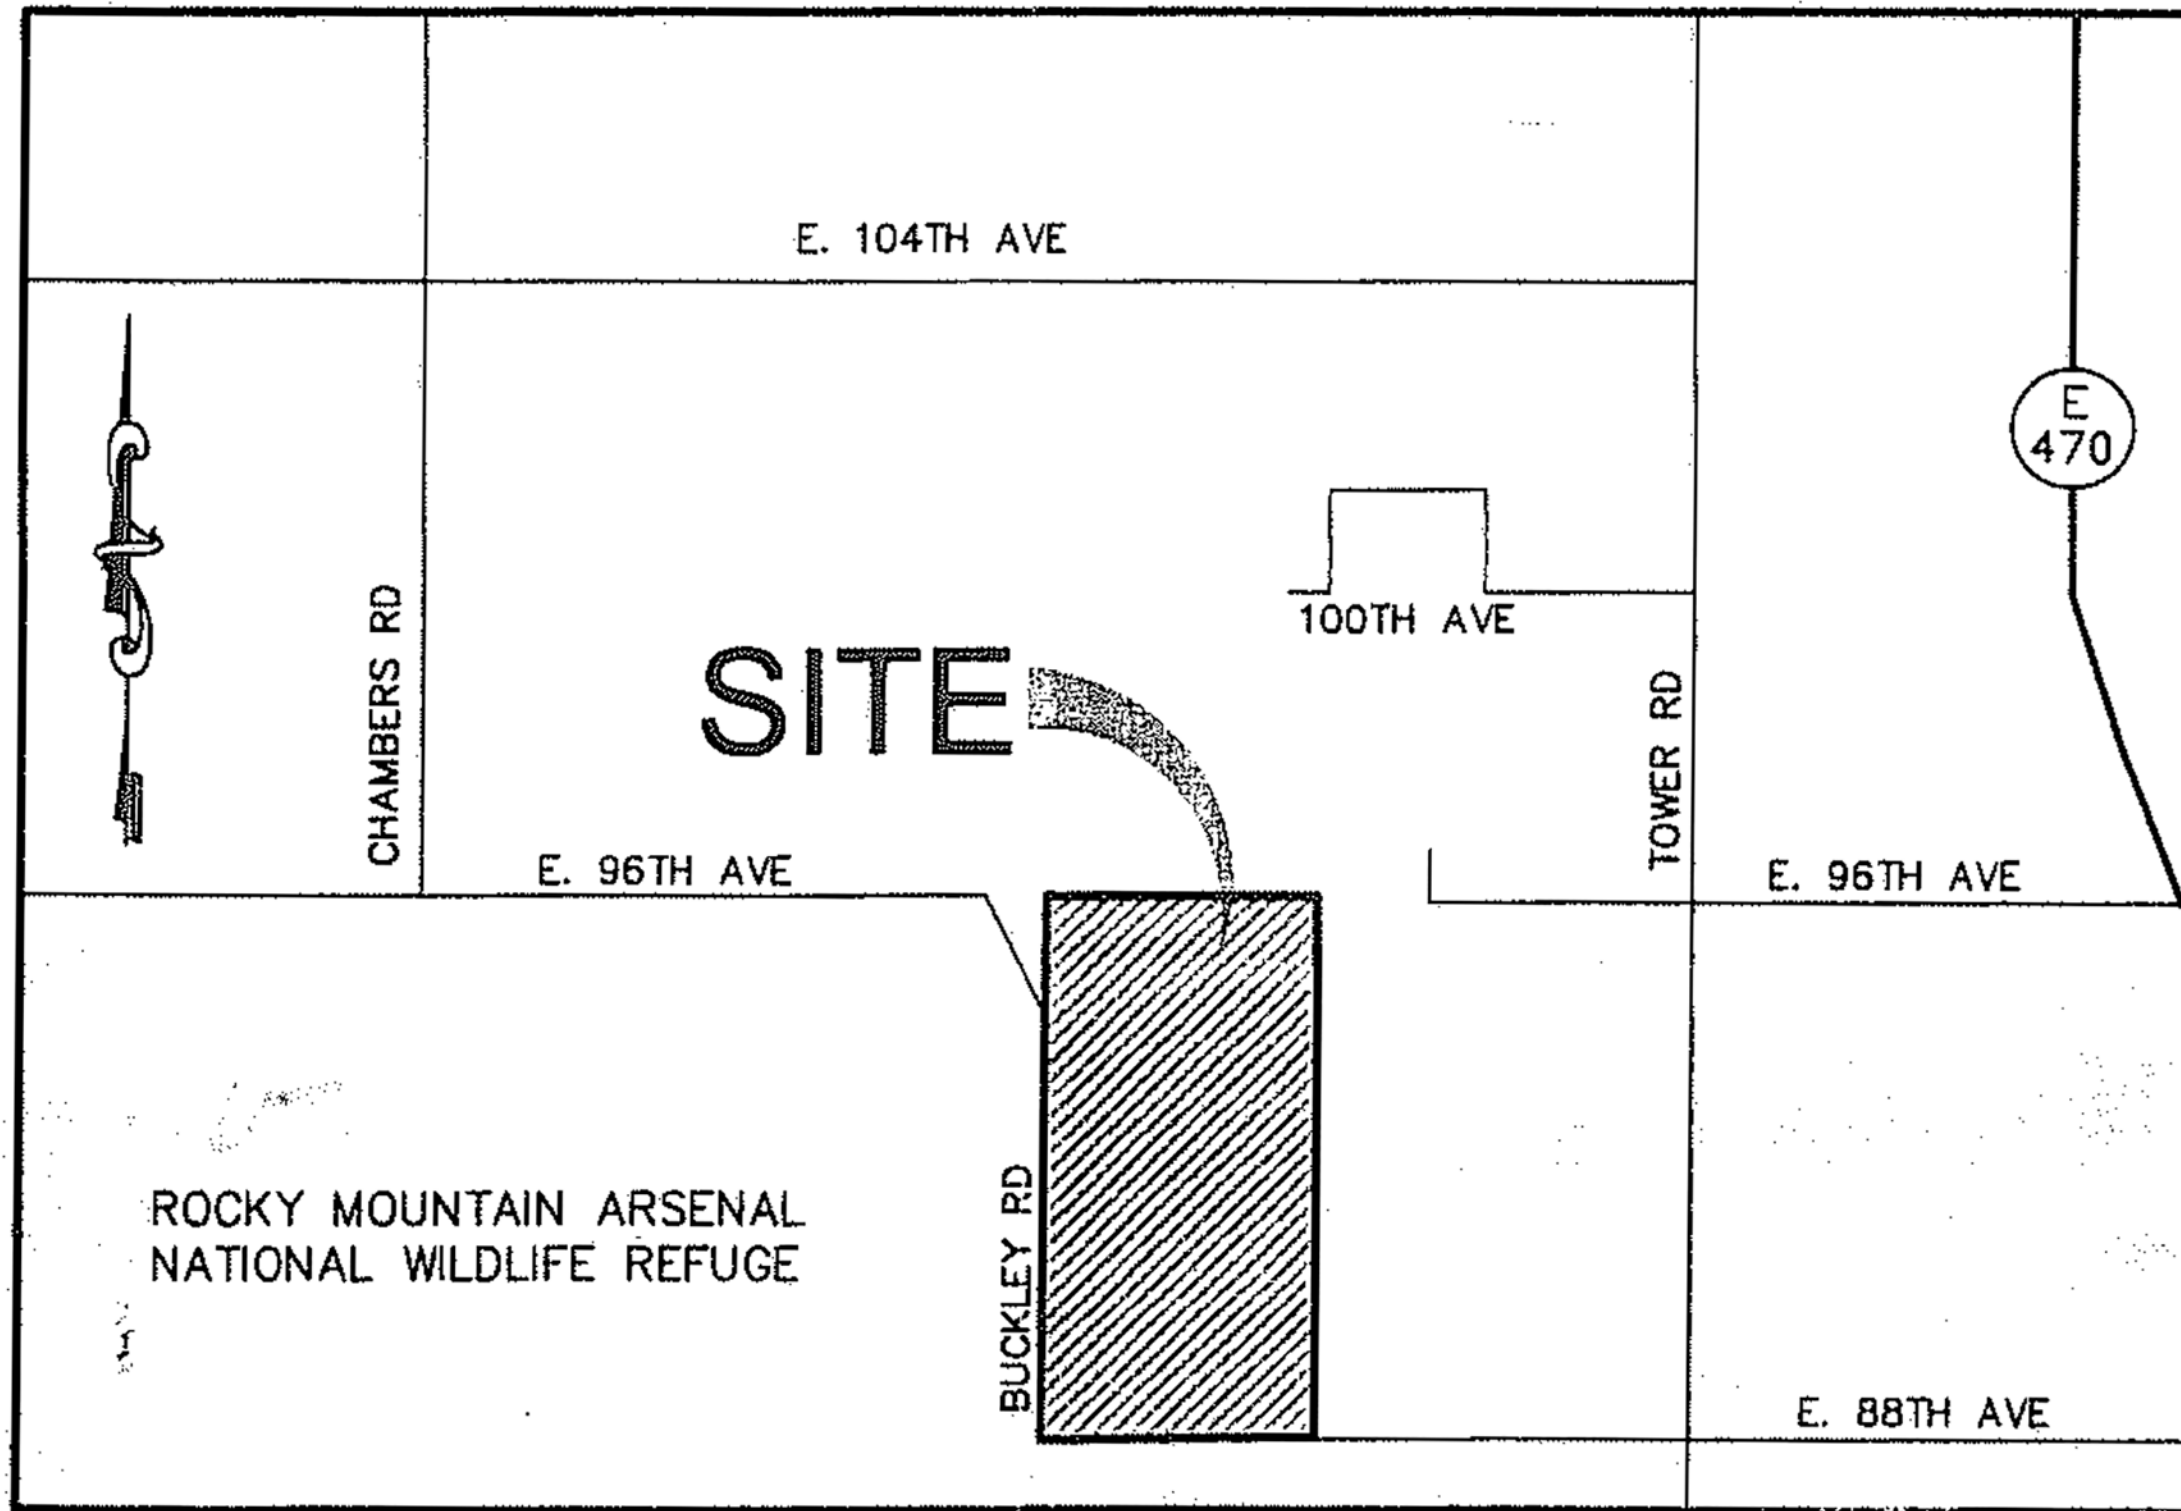 E. 104TH AVE
E
470
100TH AVE
CHAMBERS RD
SITE
TOWER RD
E. 96TH AVE
E. 96TH AVE
ROCKY MOUNTAIN ARSENAL
NATIONAL WILDLIFE REFUGE
BUCKLEY RD
E. 88TH AVE